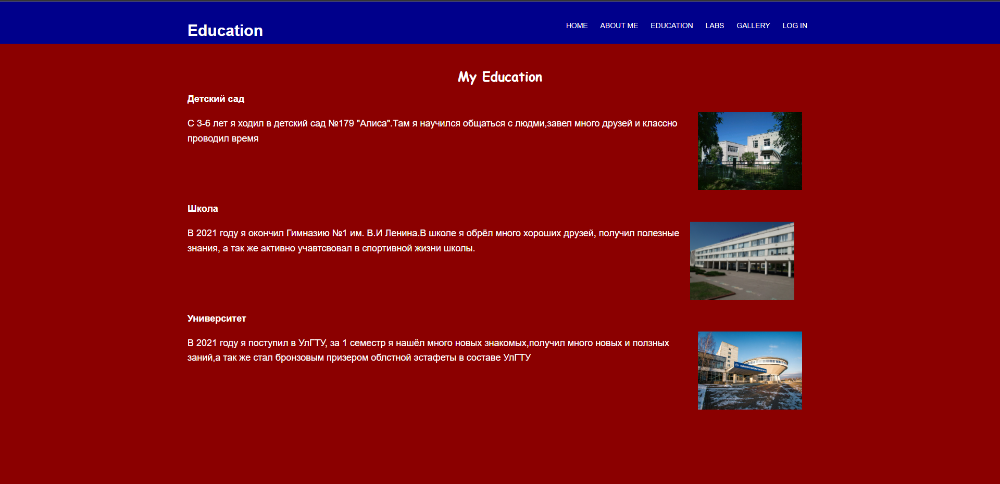 Education
HOME ABOUT ME EDUCATION LABS GALLERY LOG IN
My Education
Детский сад
С 3-6 лет я ходил в детский сад №179 "Алиса".Там я научился общаться с людми,завел много друзей и классно
проводил время
Школа
В 2021 году я окончил Гимназию №1 им. В.И Ленина.В школе я обрёл много хороших друзей, получил полезные
знания, а так же активно учавтсвовал в спортивной жизни школы.
Университет
В 2021 году я поступил в УлГТУ, за 1 семестр я нашёл много новых знакомых,получил много новых и ползных
заний,а так же стал бронзовым призером облстной эстафеты в составе УлГТУ